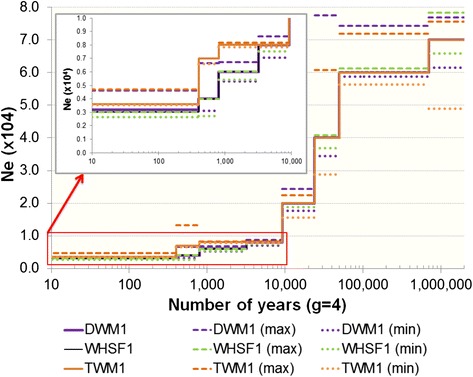 8.0
7.0
6.0
5.0
4.0
3.0
2.0
1.0
0.0
Ne (x104)
1.0
0.9
0.8
0.7
0.6
0.5
0.4
0.3
0.2
0.1
0.0
Ne (x10⁴)
10 100 1,000 10,000
10 100 1,000 10,000 100,000 1,000,000
Number of years (g=4)
DWM1 DWM1 (max) DWM1 (min)
WHSF1 WHSF1 (max) WHSF1 (min)
TWM1 TWM1 (max) TWM1 (min)